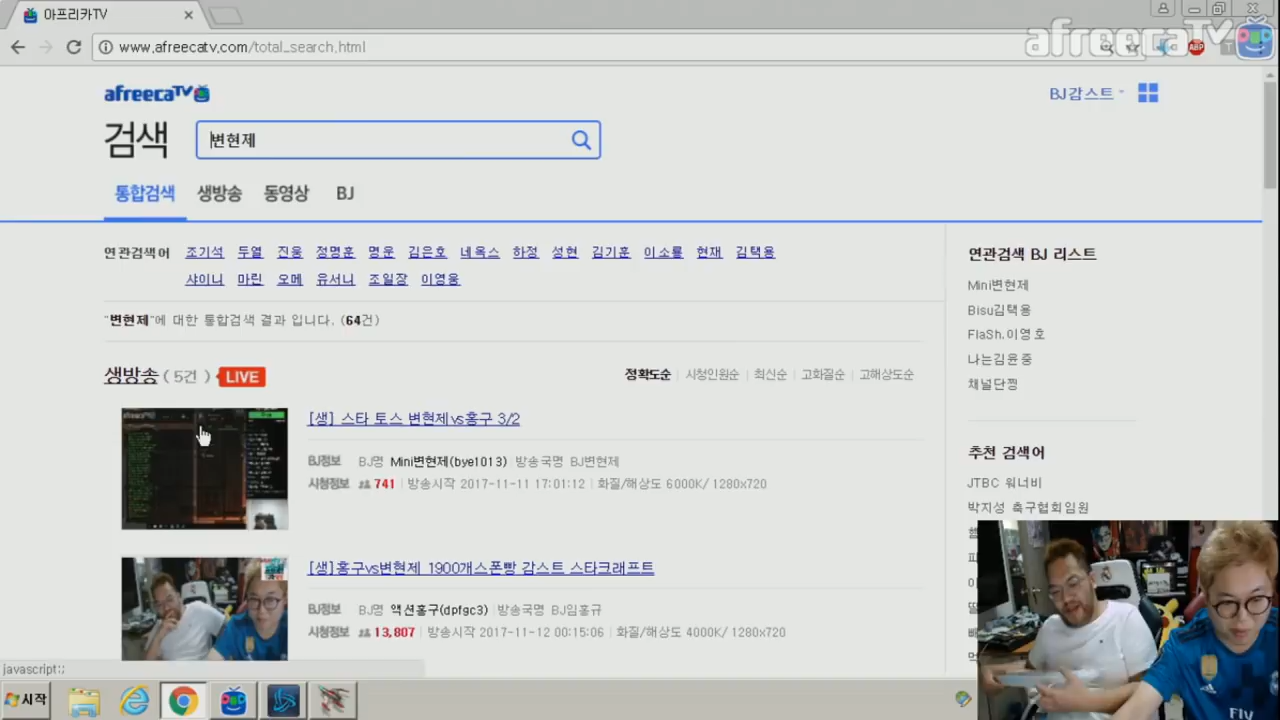 아프리카TV
www.afreecatv.com/total_search.html
afreecaTV
ABP
afreecaTV
BJ감스트
검색
변현제
통합검색 생방송 동영상 BJ
연관검색어 조기석 두열 진웅 정명훈 명운 김은호 네옥스 하정 성현 김기훈 이소룡 현재 김택용
샤이니 마린 오메 유서니 조일장 이영웅
"변현제"에 대한 통합검색 결과 입니다. (64건)
생방송 ( 5건 ) LIVE
정확도순 | 시청인원순 | 최신순 | 고화질순 | 고해상도순
[생] 스타 토스 변현제vs홍구 3/2
BJ정보 BJ명 Mini변현제(bye1013) 방송국명 BJ변현제
시청정보 741 | 방송시작 2017-11-11 17:01:12 | 화질/해상도 6000K/ 1280x720
[생]홍구vs변현제 1900개스폰빵 감스트 스타크래프트
BJ정보 BJ명 액션홍구(dpfgc3) 방송국명 BJ임홍규
시청정보 13,807 | 방송시작 2017-11-12 00:15:06 | 화질/해상도 4000K/ 1280x720
연관검색 BJ 리스트
Mini변현제
Bisu김택용
FlaSh.이영호
나는김윤중
채널단짱
추천 검색어
JTBC 워너비
박지성 축구협회임원
javascript:;
시작
Fly